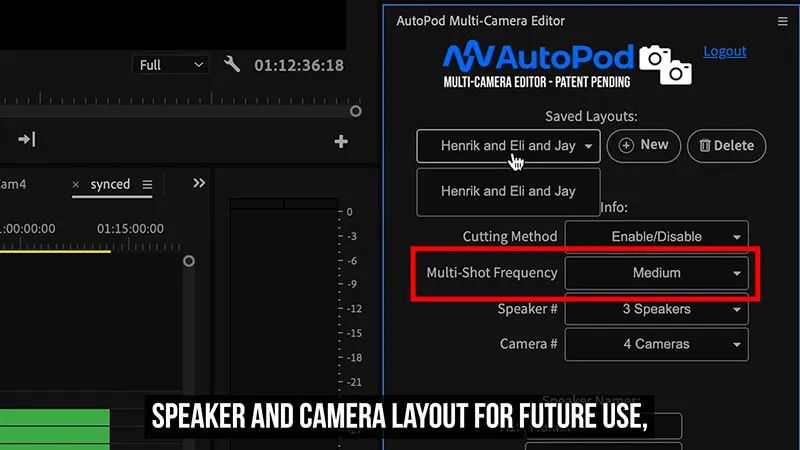 AutoPod Multi-Camera Editor
AutoPod
MULTI-CAMERA EDITOR - PATENT PENDING
Logout
Full
01:12:36:18
Saved Layouts:
Henrik and Eli and Jay
New
Delete
Henrik and Eli and Jay
Info:
am4
× synced
:00:00:00
01:15:00:00
Cutting Method
Enable/Disable
Multi-Shot Frequency
Medium
Speaker #
3 Speakers
Camera #
4 Cameras
0
-3
-6
-9
-12
-15
-18
-21
Speaker Names:
SPEAKER AND CAMERA LAYOUT FOR FUTURE USE,
Henrik